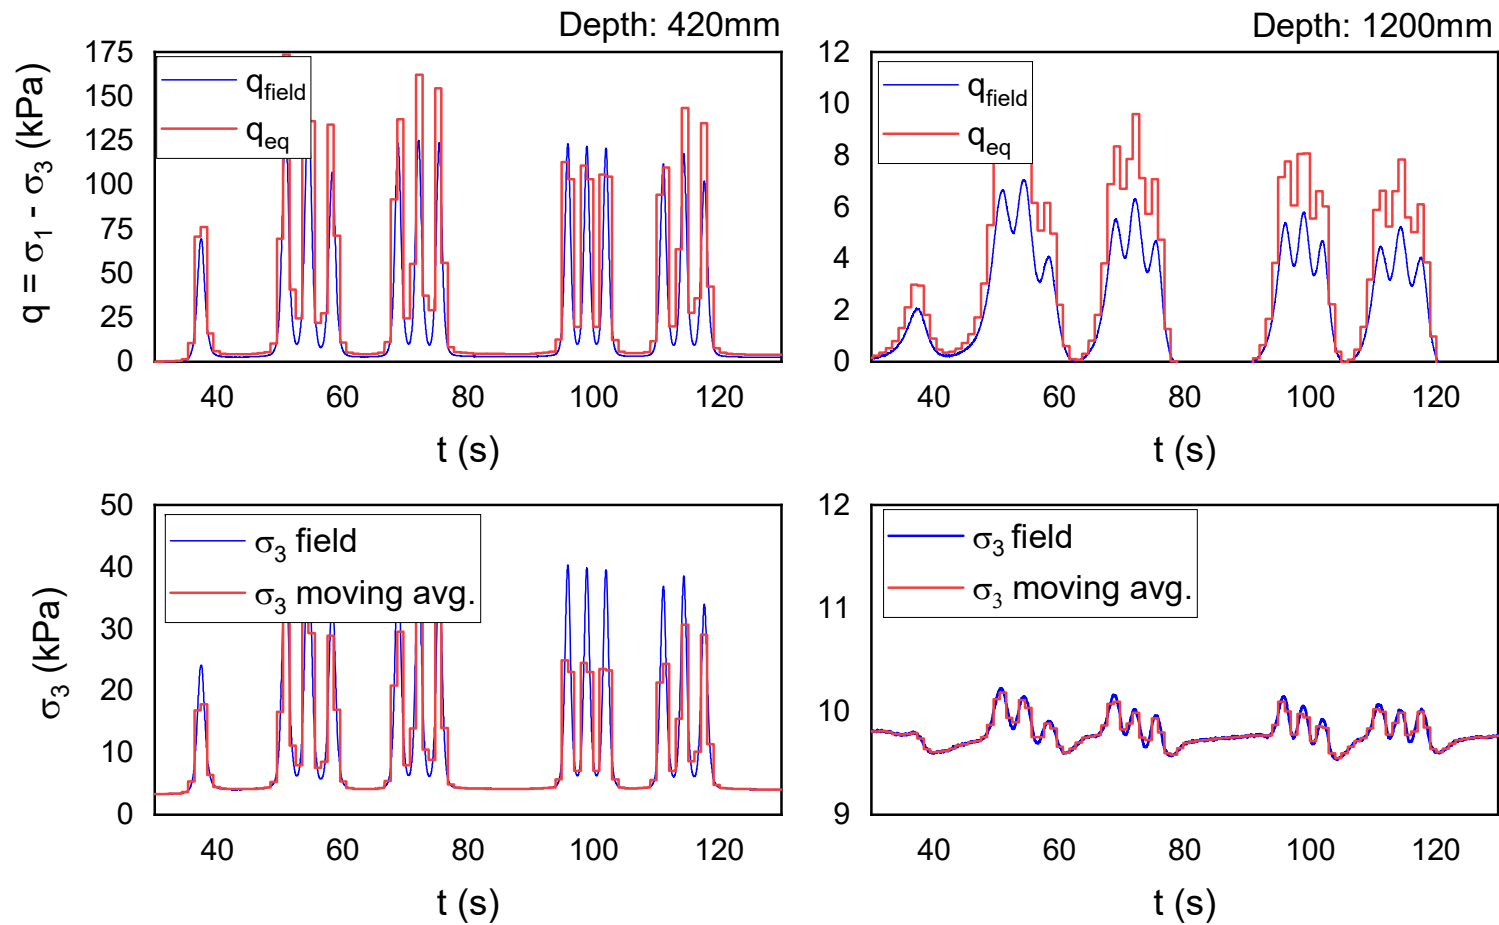 Depth: 420mm
Depth: 1200mm
q = σ1 - σ3 (kPa)
175
150
125
100
75
50
25
0
qfield
qeq
40 60 80 100 120
t (s)
12
10
8
6
4
2
0
qfield
qeq
40 60 80 100 120
t (s)
σ3 (kPa)
50
40
30
20
10
0
σ3 field
σ3 moving avg.
40 60 80 100 120
t (s)
12
11
10
9
σ3 field
σ3 moving avg.
40 60 80 100 120
t (s)